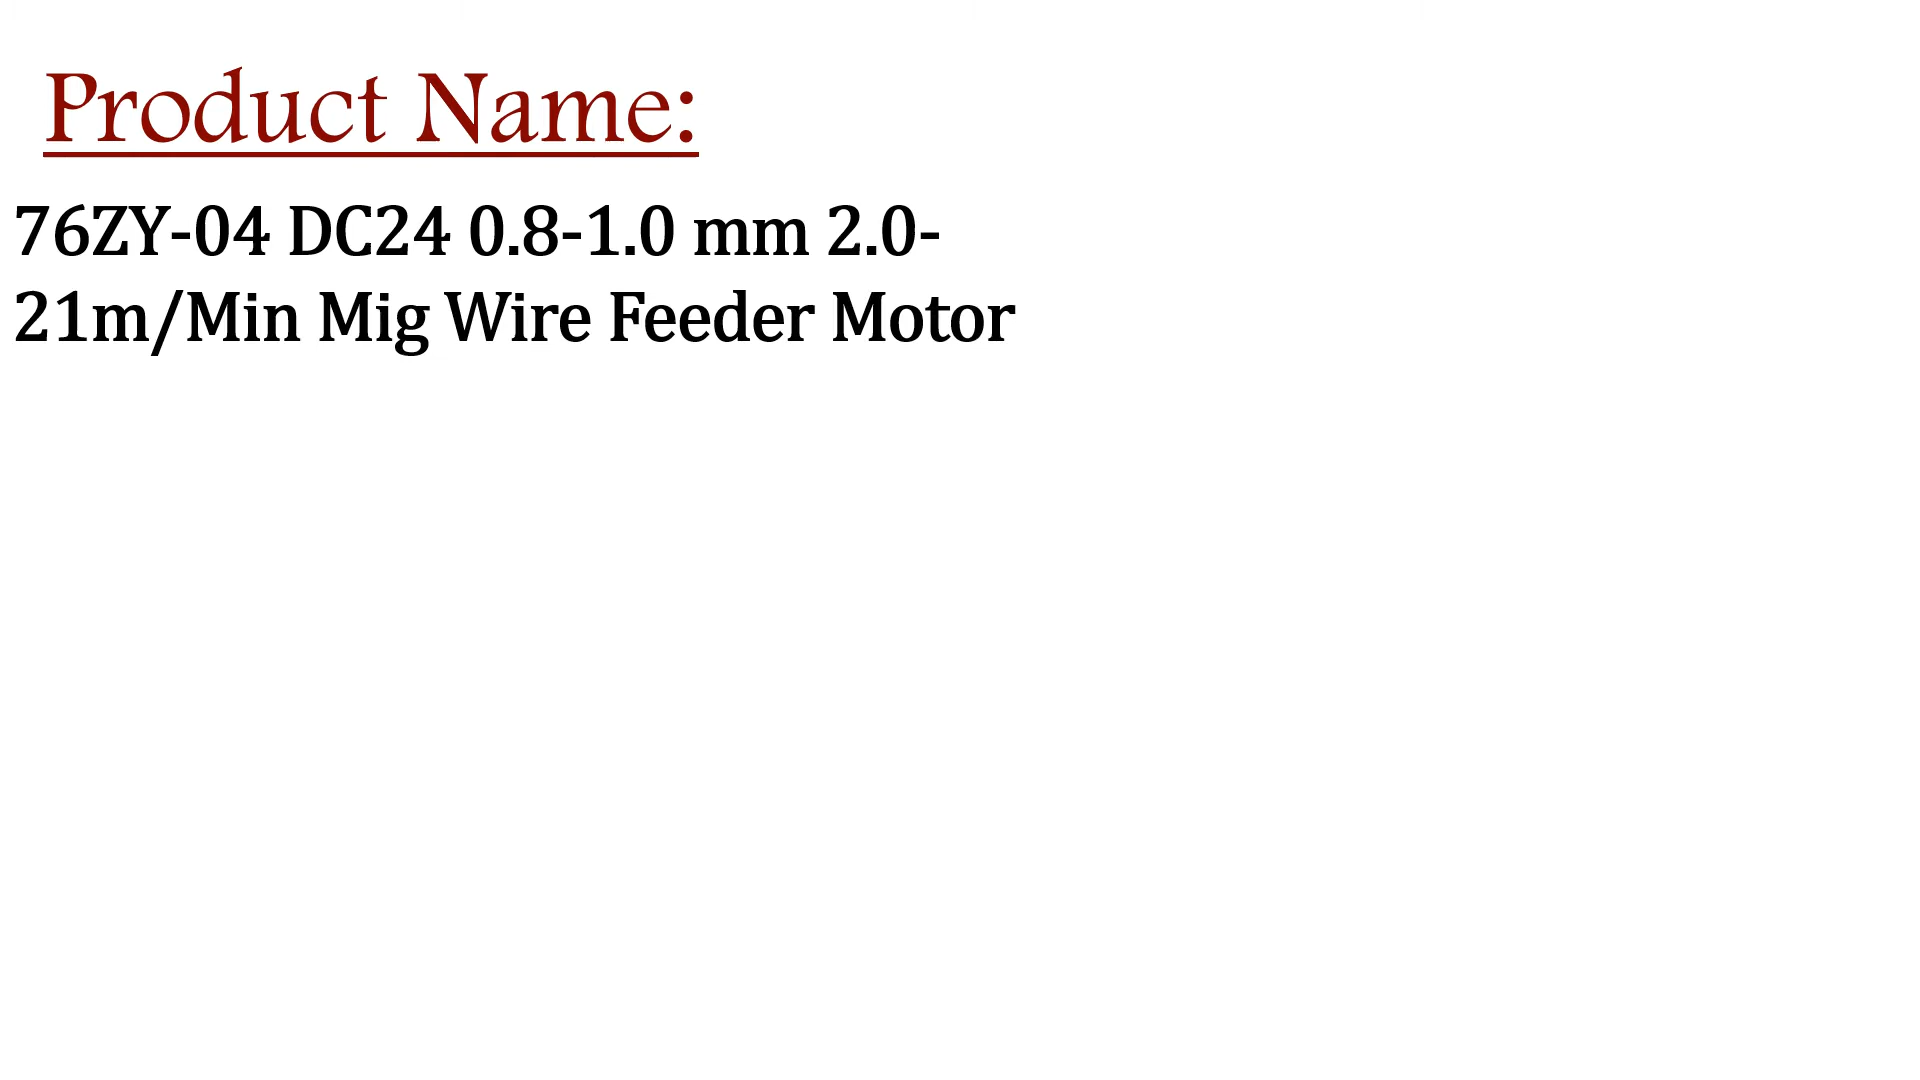 Product Name:
76ZY-04 DC24 0.8-1.0 mm 2.0-
21m/Min Mig Wire Feeder Motor